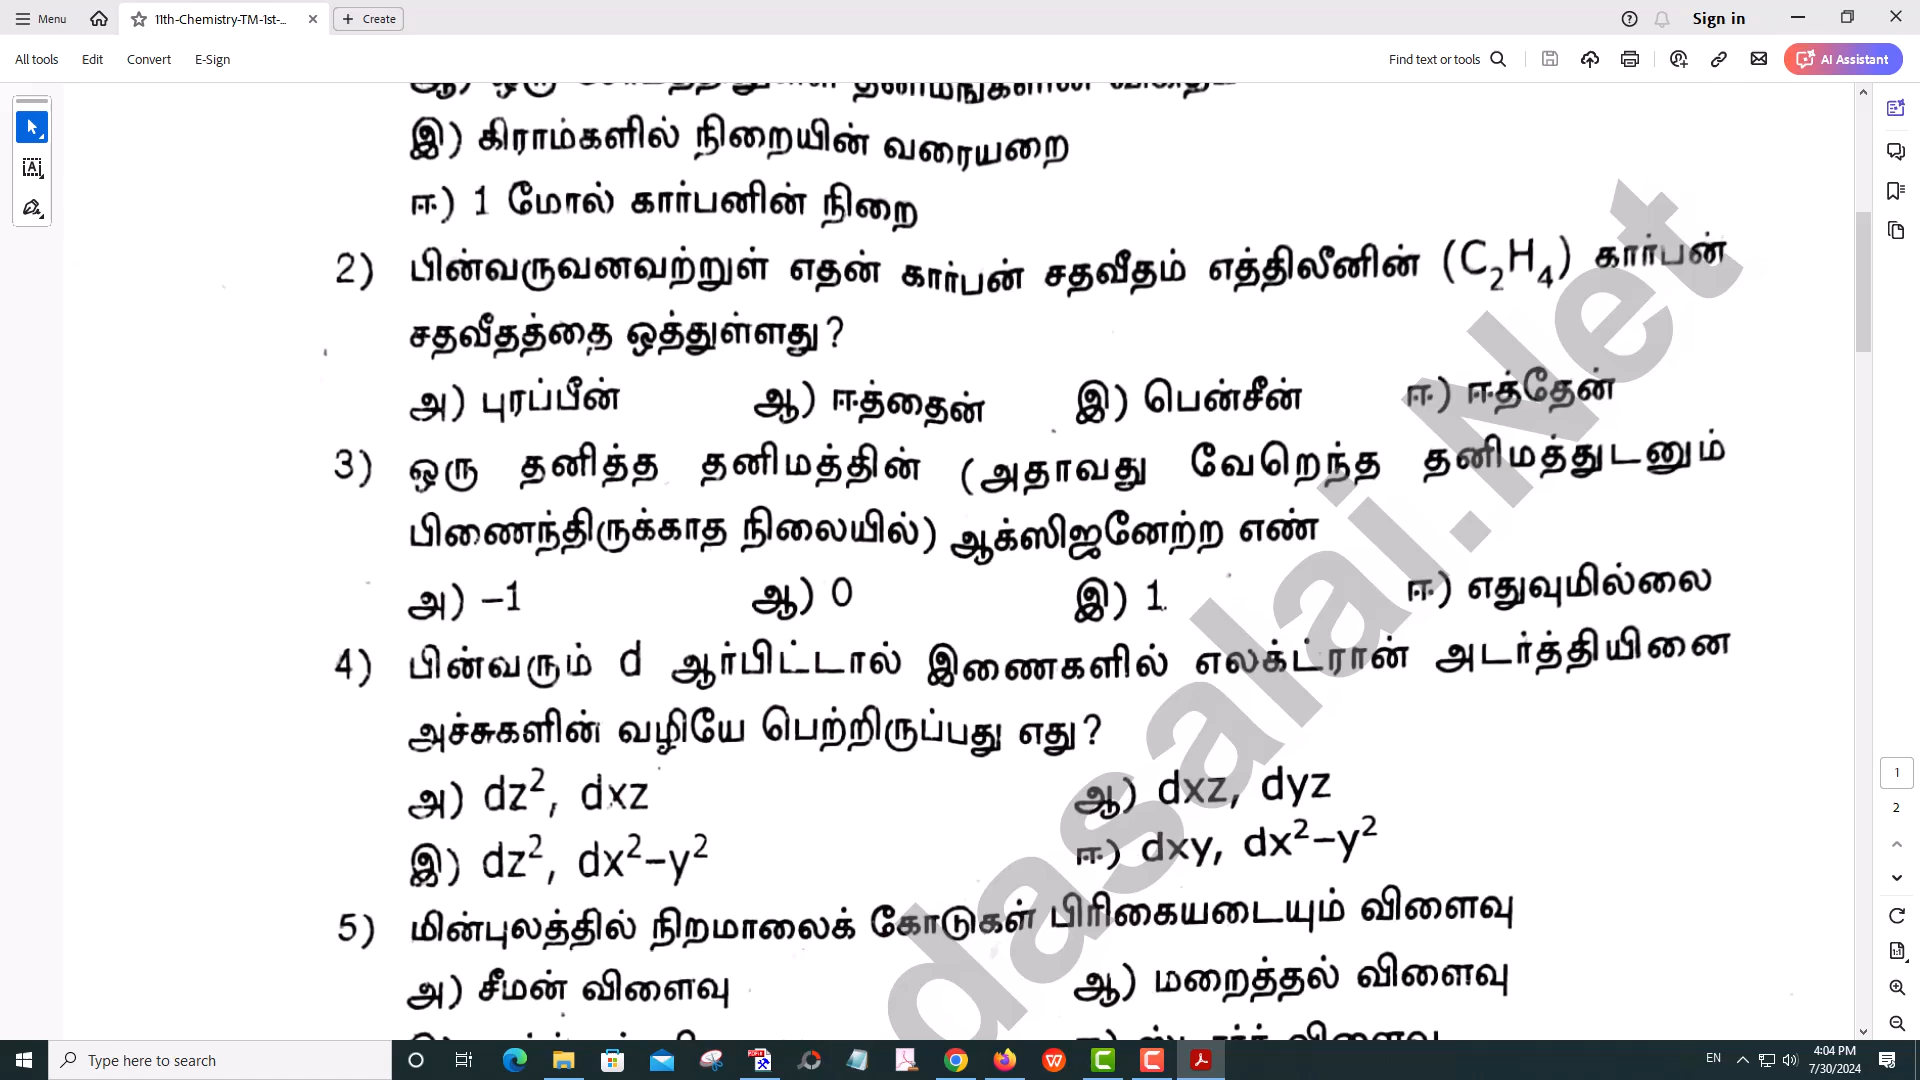 Menu
11th-Chemistry-TM-1st-...
Create
Sign in
All tools Edit Convert E-Sign
Find text or tools
AI Assistant
இ) கிராம்களில் நிறையின் வரையறை
ஈ) 1 மோல் கார்பனின் நிறை
2) பின்வருவனவற்றுள் எதன் கார்பன் சதவீதம் எத்திலீனின் (C₂H₄) கார்பன்
சதவீதத்தை ஒத்துள்ளது?
அ) புரப்பீன் ஆ) ஈத்தைன் இ) பென்சீன் ஈ) ஈத்தேன்
3) ஒரு தனித்த தனிமத்தின் (அதாவது வேறெந்த தனிமத்துடனும்
பிணைந்திருக்காத நிலையில்) ஆக்ஸிஜனேற்ற எண்
அ) –1 ஆ) 0 இ) 1 ஈ) எதுவுமில்லை
4) பின்வரும் d ஆர்பிட்டால் இணைகளில் எலக்ட்ரான் அடர்த்தியினை
அச்சுகளின் வழியே பெற்றிருப்பது எது?
அ) dz², dxz ஆ) dxz, dyz
இ) dz², dx²–y² ஈ) dxy, dx²–y²
5) மின்புலத்தில் நிறமாலைக் கோடுகள் பிரிகையடையும் விளைவு
அ) சீமன் விளைவு ஆ) மறைத்தல் விளைவு
dasalai.Net
1
2
Type here to search
EN
4:04 PM
7/30/2024